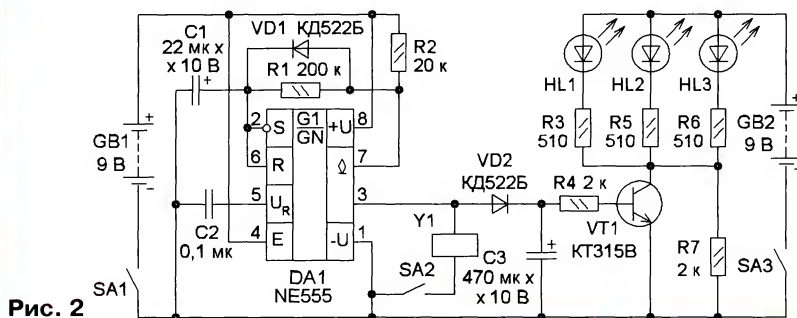 C1
22 мк х
х 10 В
VD1 КД522Б
R1 200 к
R2
20 к
HL1
HL2
HL3
GB1
9 В
+
−
2
S
G1
GN
+U
8
6
R
7
5
U_R
3
4
E
-U
1
C2
0,1 мк
DA1
NE555
SA1
SA2
Y1
VD2
КД522Б
R4 2 к
C3
470 мк х
х 10 В
VT1
КТ315В
R3
510
R5
510
R6
510
R7
2 к
GB2
9 В
+
−
SA3
Рис. 2